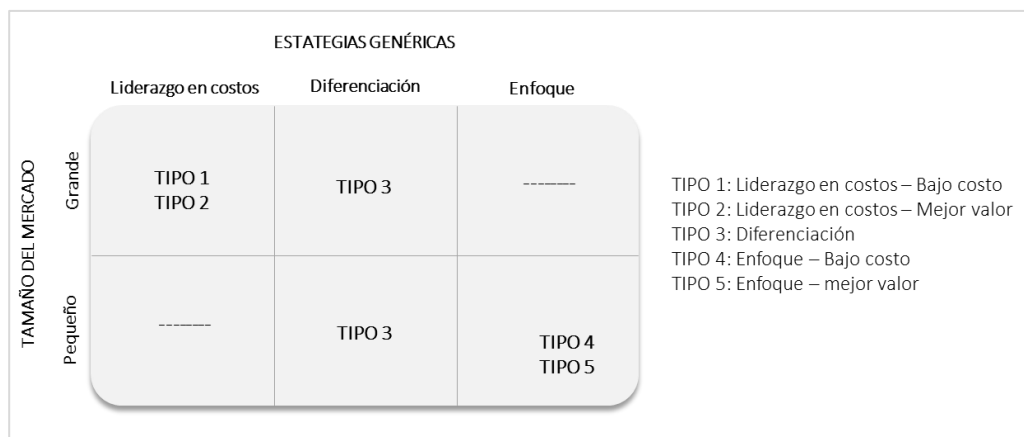 ESTATEGIAS GENÉRICAS
Liderazgo en costos
Diferenciación
Enfoque
TAMAÑO DEL MERCADO
Grande
TIPO 1
TIPO 2
TIPO 3
--------
Pequeño
--------
TIPO 3
TIPO 4
TIPO 5
TIPO 1: Liderazgo en costos – Bajo costo
TIPO 2: Liderazgo en costos – Mejor valor
TIPO 3: Diferenciación
TIPO 4: Enfoque – Bajo costo
TIPO 5: Enfoque – mejor valor